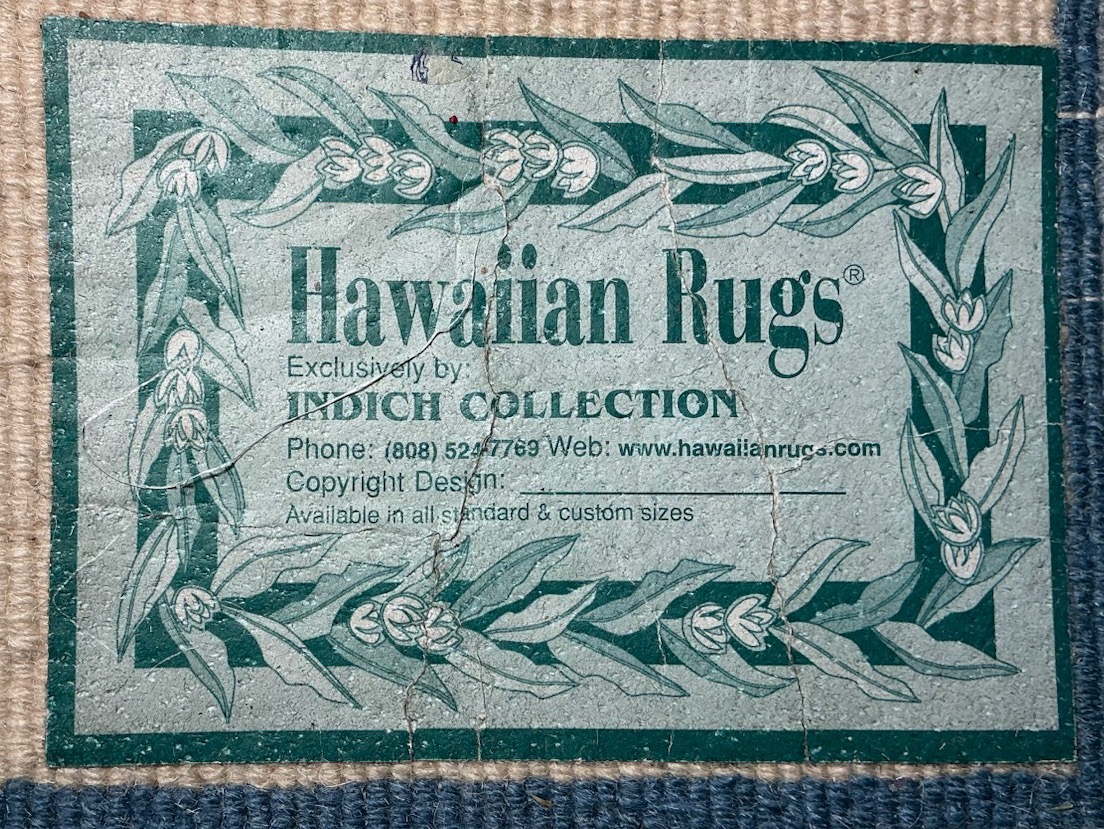 Hawaiian Rugs®
Exclusively by:
INDICH COLLECTION
Phone: (808) 524-7769 Web: www.hawaiianrugs.com
Copyright Design:
Available in all standard & custom sizes